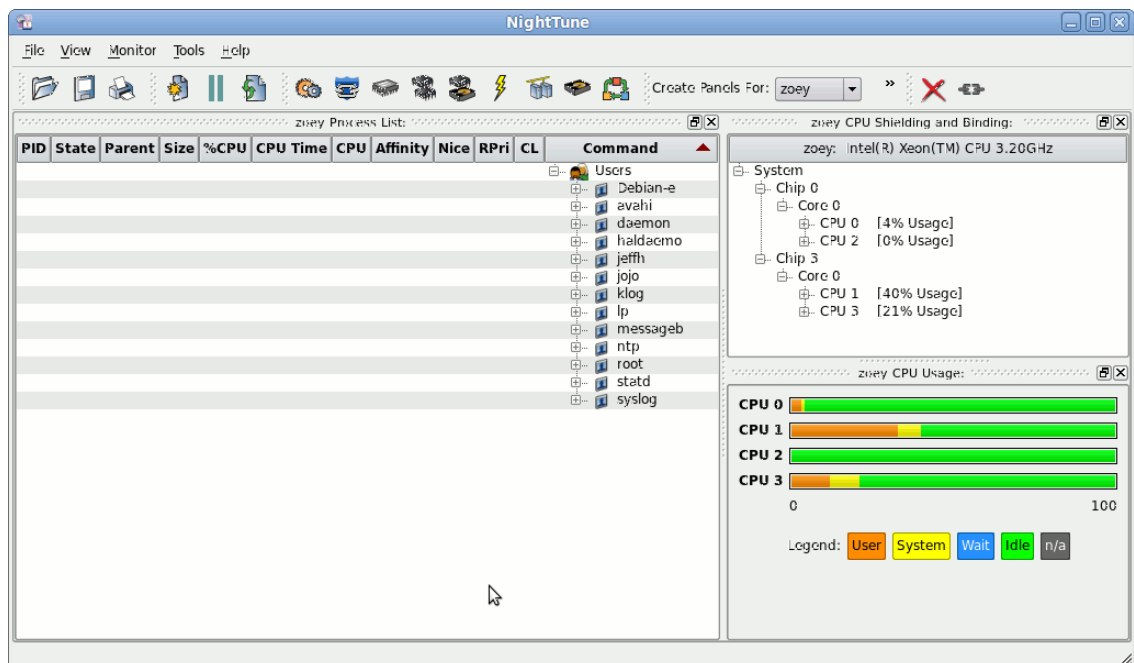 NightTune
File View Monitor Tools Help
Create Panels For: zoey »
zoey Process List:
PID State Parent Size %CPU CPU Time CPU Affinity Nice RPri CL Command
Users
Debian-e
avahi
daemon
haldaemo
jeffh
jojo
klog
lp
messageb
ntp
root
statd
syslog
zoey CPU Shielding and Binding:
zoey: Intel(R) Xeon(TM) CPU 3.20GHz
System
Chip 0
Core 0
CPU 0 [4% Usage]
CPU 2 [0% Usage]
Chip 3
Core 0
CPU 1 [40% Usage]
CPU 3 [21% Usage]
zoey CPU Usage:
CPU 0
CPU 1
CPU 2
CPU 3
0 100
Legend: User System Wait Idle n/a